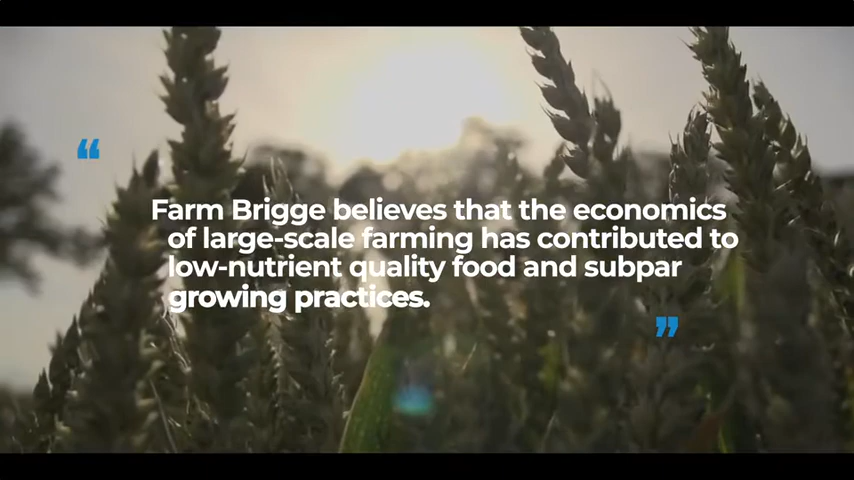 “
Farm Brigge believes that the economics
of large-scale farming has contributed to
low-nutrient quality food and subpar
growing practices.
”